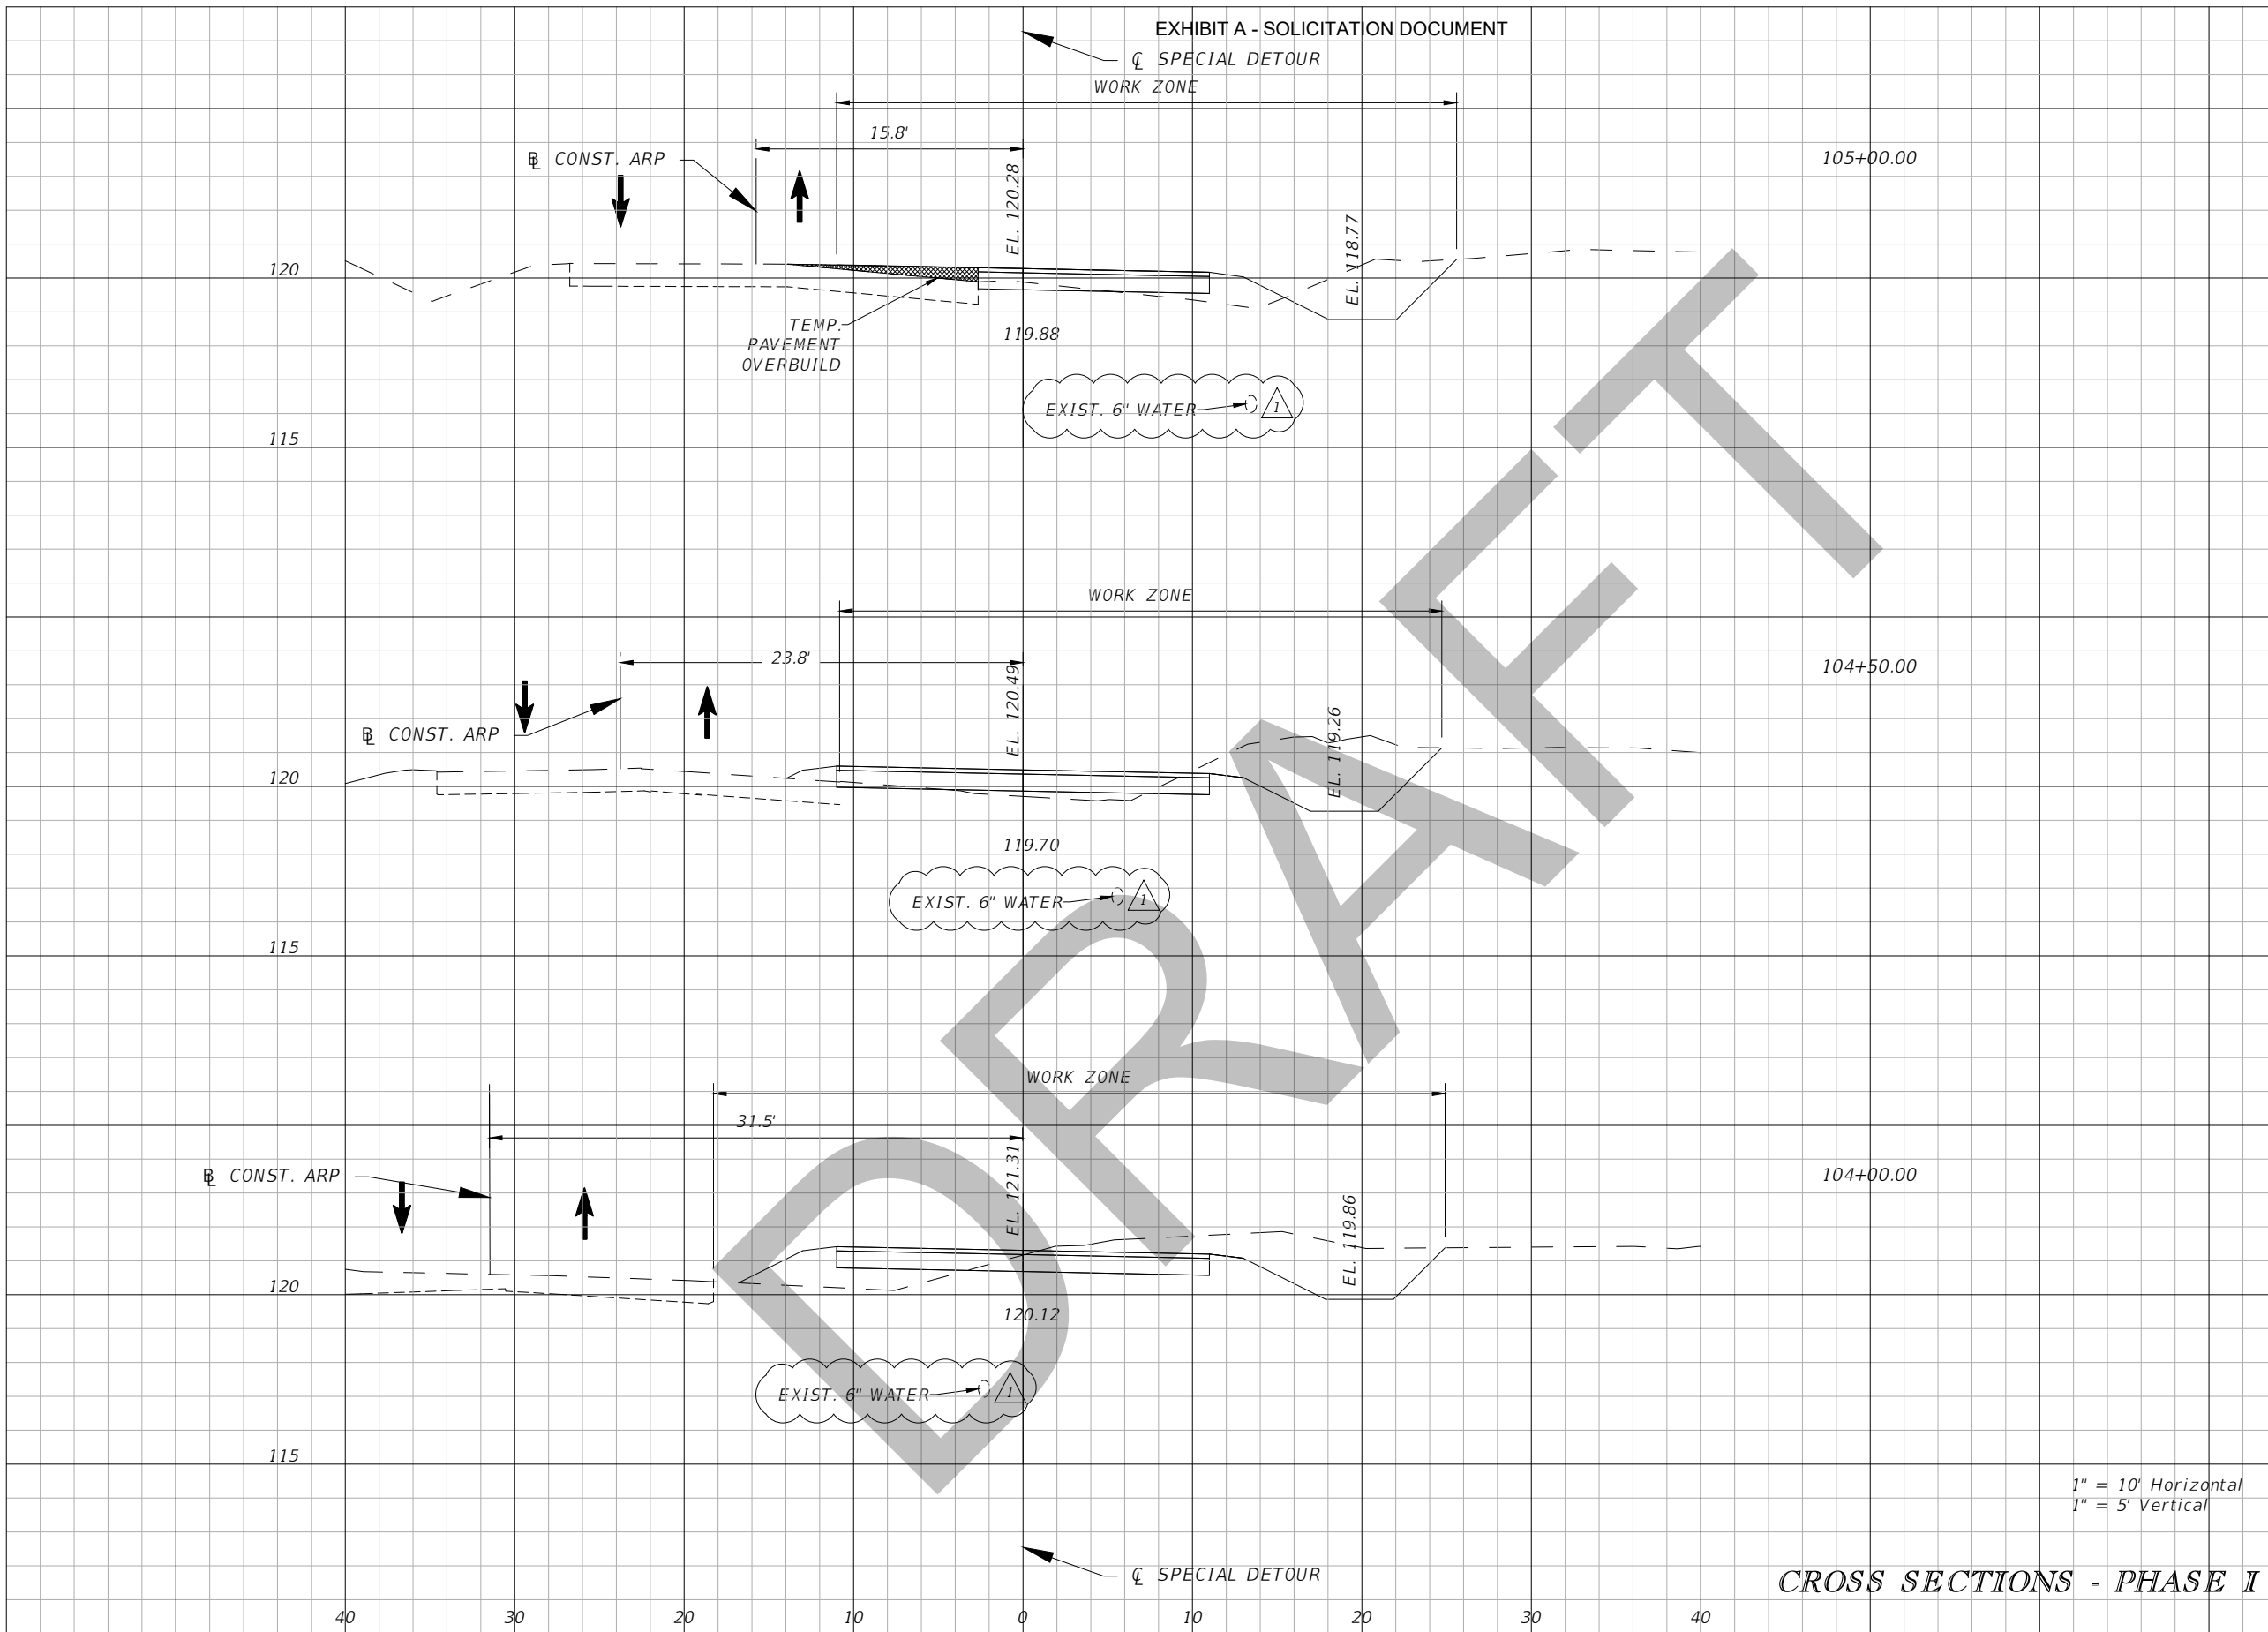 EXHIBIT A - SOLICITATION DOCUMENT
℄ SPECIAL DETOUR
WORK ZONE
15.8'
BL CONST. ARP
105+00.00
EL. 120.28
EL. 118.77
120
TEMP.
PAVEMENT
OVERBUILD
119.88
EXIST. 6" WATER
1
115
WORK ZONE
23.8'
104+50.00
EL. 120.49
BL CONST. ARP
EL. 119.26
120
119.70
EXIST. 6" WATER
1
115
WORK ZONE
31.5'
BL CONST. ARP
104+00.00
EL. 121.31
EL. 119.86
120
120.12
EXIST. 6" WATER
1
115
1" = 10' Horizontal
1" = 5' Vertical
℄ SPECIAL DETOUR
CROSS SECTIONS - PHASE I
40 30 20 10 0 10 20 30 40
DRAFT